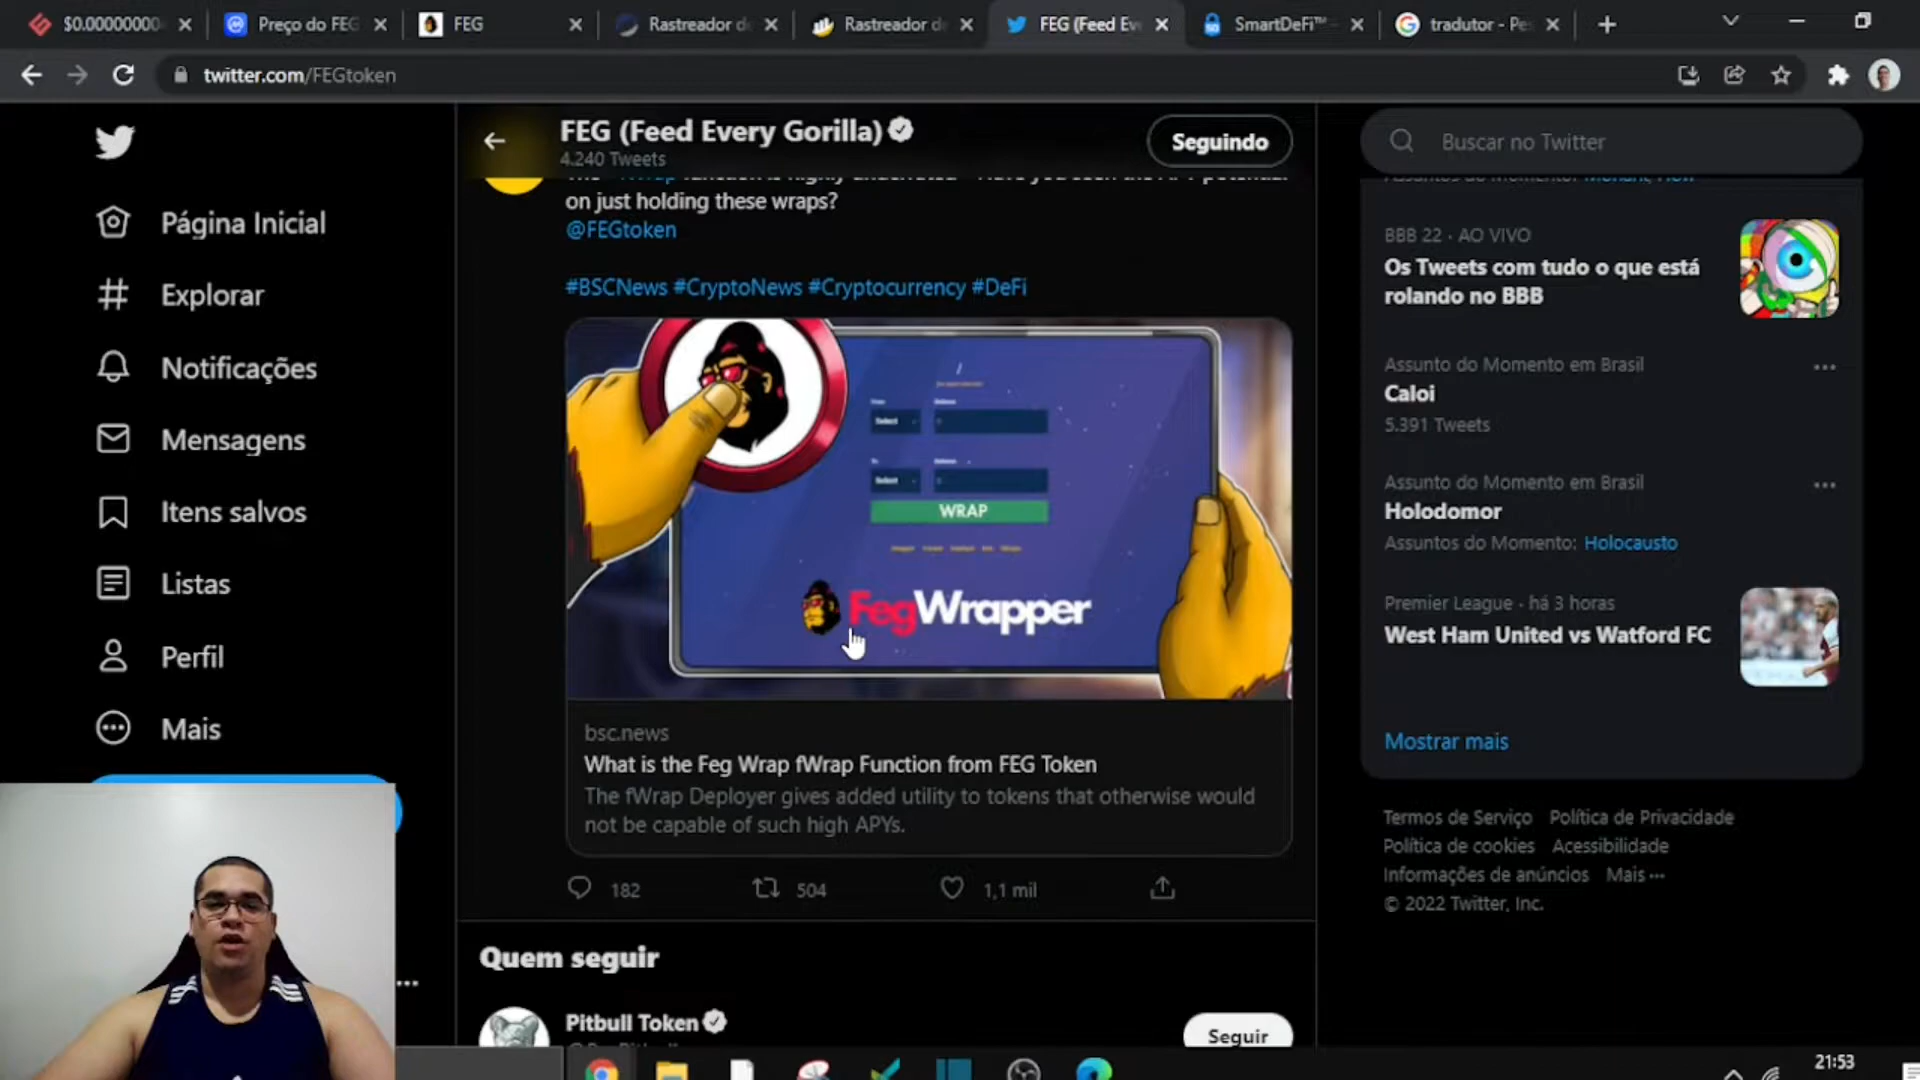 $0.00000000
Preço do FEG
FEG
Rastreador de
Rastreador de
FEG (Feed Eve
SmartDeFi™ -
tradutor - Pes
twitter.com/FEGtoken
FEG (Feed Every Gorilla)
4.240 Tweets
Seguindo
Buscar no Twitter
Página Inicial
Explorar
Notificações
Mensagens
Itens salvos
Listas
Perfil
Mais
on just holding these wraps?
@FEGtoken
#BSCNews #CryptoNews #Cryptocurrency #DeFi
WRAP
FegWrapper
bsc.news
What is the Feg Wrap fWrap Function from FEG Token
The fWrap Deployer gives added utility to tokens that otherwise would
not be capable of such high APYs.
182
504
1,1 mil
Quem seguir
Pitbull Token
Seguir
BBB 22 · AO VIVO
Os Tweets com tudo o que está
rolando no BBB
Assunto do Momento em Brasil
Caloi
5.391 Tweets
Assunto do Momento em Brasil
Holodomor
Assuntos do Momento: Holocausto
Premier League · há 3 horas
West Ham United vs Watford FC
Mostrar mais
Termos de Serviço Política de Privacidade
Política de cookies Acessibilidade
Informações de anúncios Mais ···
© 2022 Twitter, Inc.
21:53